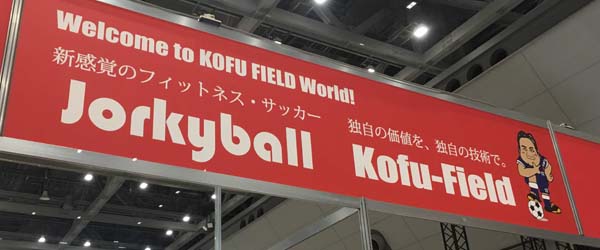 Welcome to KOFU FIELD World!
新感覚のフィットネス・サッカー
Jorkyball
独自の価値を、独自の技術で。
Kofu-Field